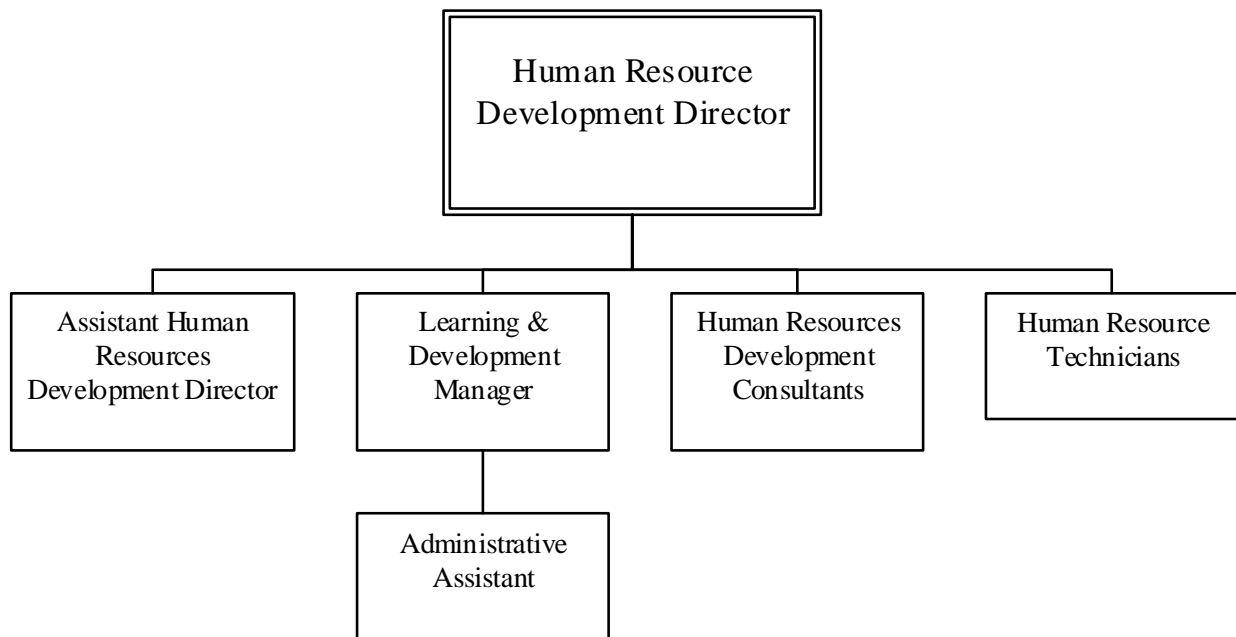 Human Resource
Development Director
Assistant Human
Resources
Development Director
Learning &
Development
Manager
Human Resources
Development
Consultants
Human Resource
Technicians
Administrative
Assistant